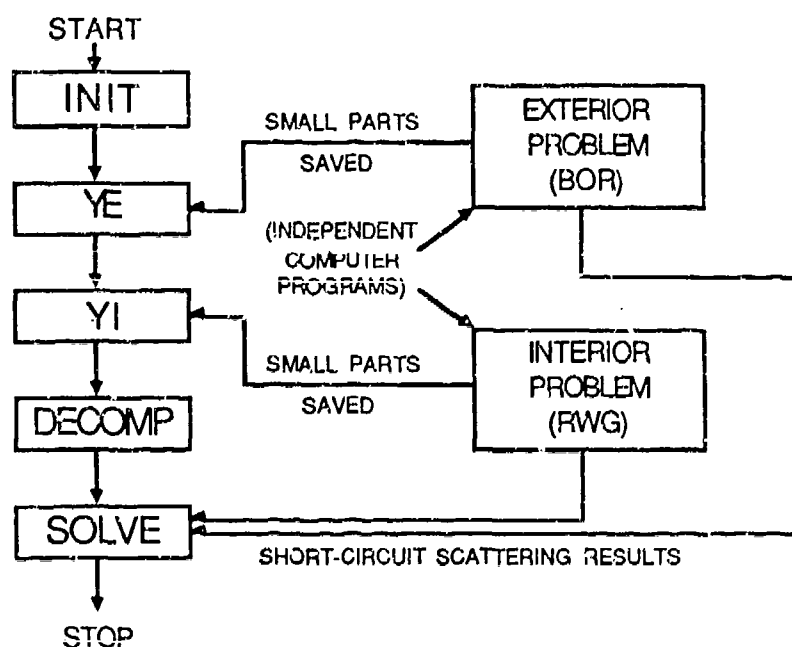 START
INIT
YE
YI
DECOMP
SOLVE
STOP
SMALL PARTS
SAVED
(INDEPENDENT
COMPUTER
PROGRAMS)
SMALL PARTS
SAVED
EXTERIOR
PROBLEM
(BOR)
INTERIOR
PROBLEM
(RWG)
SHORT-CIRCUIT SCATTERING RESULTS